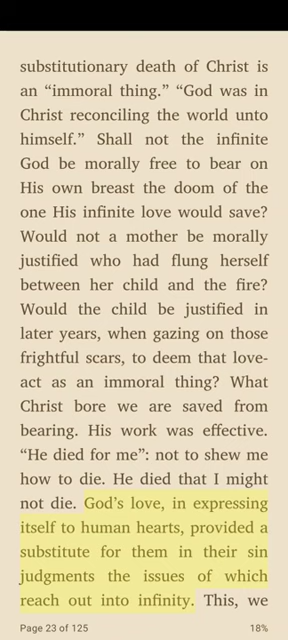 substitutionary death of Christ is
an “immoral thing.” “God was in
Christ reconciling the world unto
himself.” Shall not the infinite
God be morally free to bear on
His own breast the doom of the
one His infinite love would save?
Would not a mother be morally
justified who had flung herself
between her child and the fire?
Would the child be justified in
later years, when gazing on those
frightful scars, to deem that love-
act as an immoral thing? What
Christ bore we are saved from
bearing. His work was effective.
“He died for me”: not to shew me
how to die. He died that I might
not die. God’s love, in expressing
itself to human hearts, provided a
substitute for them in their sin
judgments the issues of which
reach out into infinity. This, we
Page 23 of 125 18%